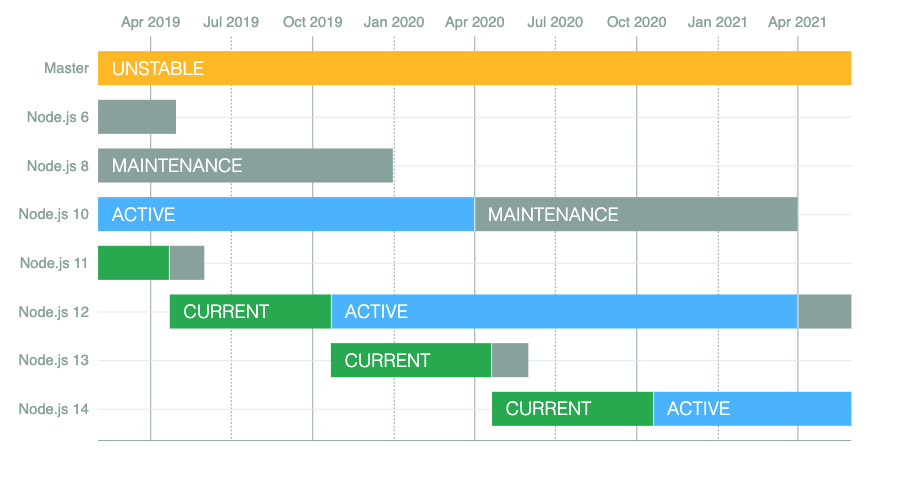 Apr 2019 Jul 2019 Oct 2019 Jan 2020 Apr 2020 Jul 2020 Oct 2020 Jan 2021 Apr 2021
Master UNSTABLE
Node.js 6
Node.js 8 MAINTENANCE
Node.js 10 ACTIVE MAINTENANCE
Node.js 11
Node.js 12 CURRENT ACTIVE
Node.js 13 CURRENT
Node.js 14 CURRENT ACTIVE